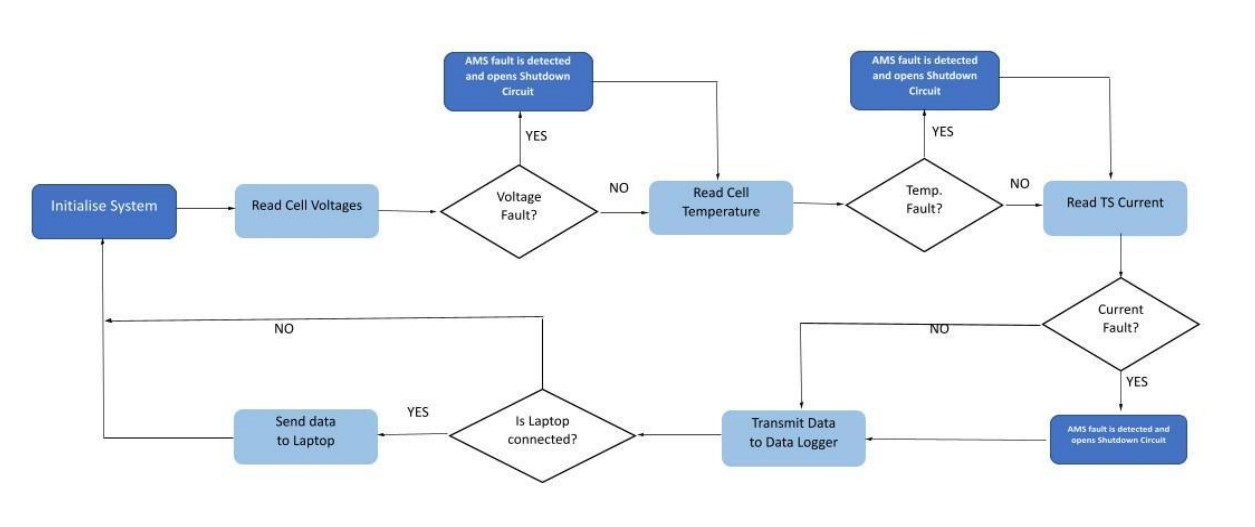 AMS fault is detected
and opens Shutdown
Circuit
AMS fault is detected
and opens Shutdown
Circuit
YES
YES
Initialise System
Read Cell Voltages
Voltage
Fault?
NO
Read Cell
Temperature
Temp.
Fault?
NO
Read TS Current
Current
Fault?
NO
NO
YES
Send data
to Laptop
YES
Is Laptop
connected?
Transmit Data
to Data Logger
AMS fault is detected and
opens Shutdown Circuit